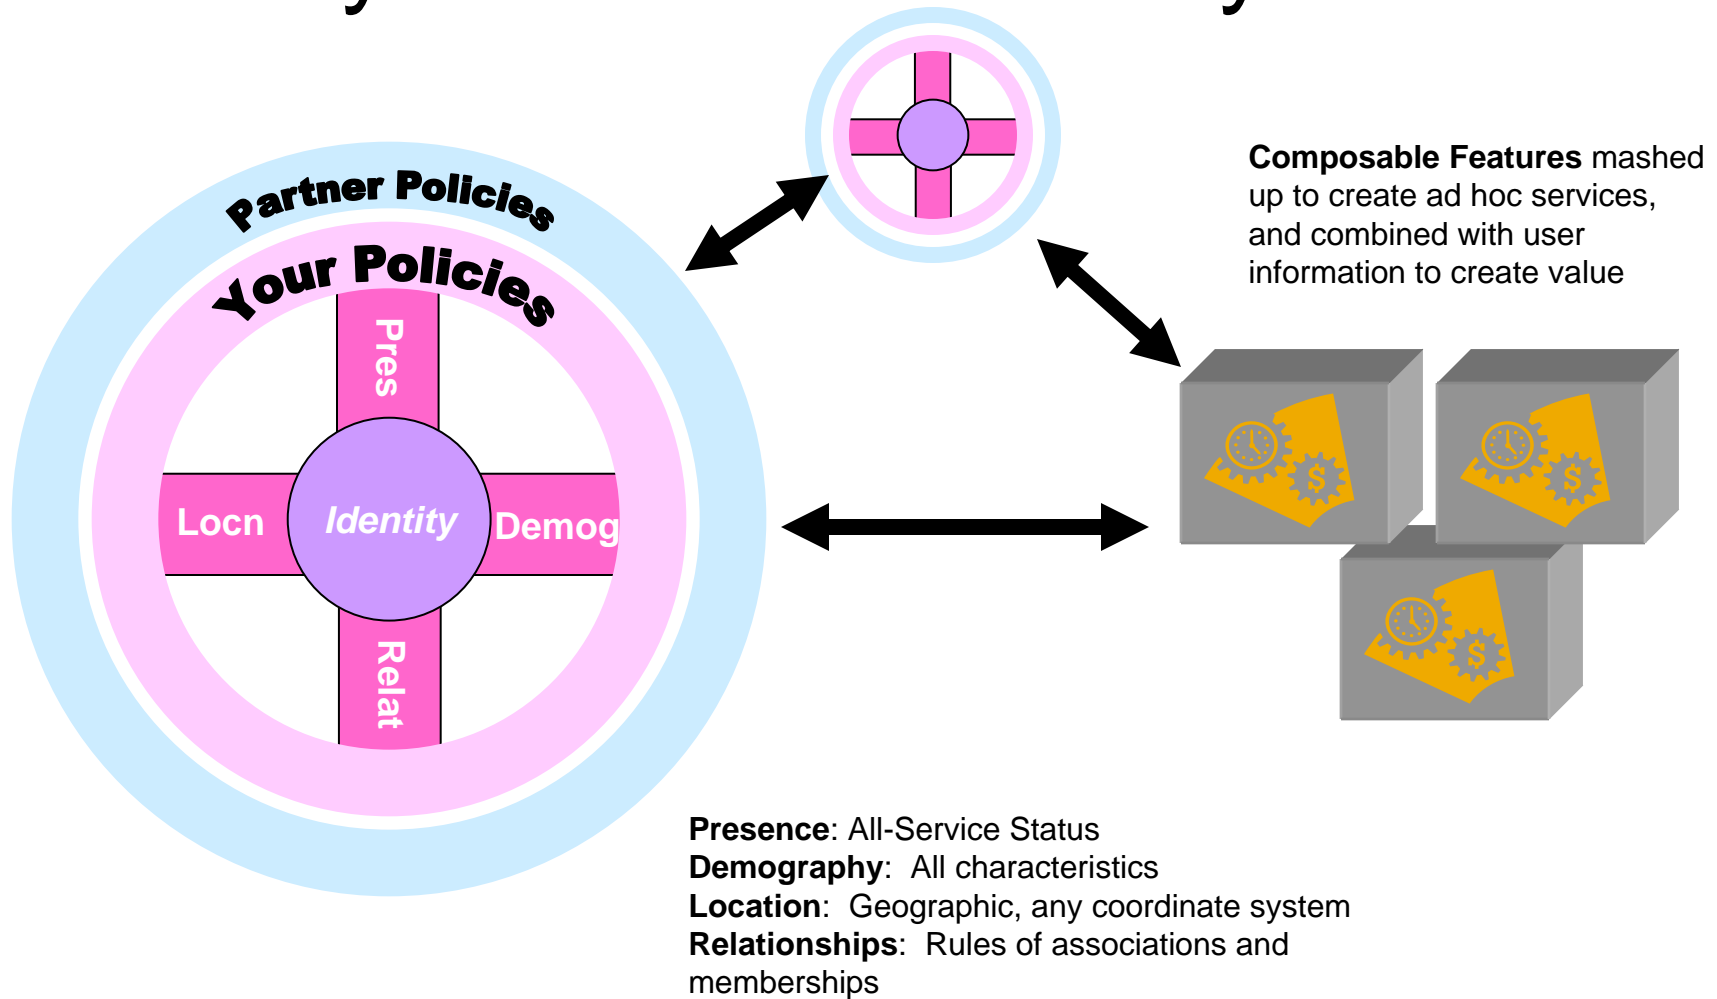 Partner Policies
Your Policies
Pres
Locn
Identity
Demog
Relat
Composable Features mashed
up to create ad hoc services,
and combined with user
information to create value
$
$
$
Presence: All-Service Status
Demography: All characteristics
Location: Geographic, any coordinate system
Relationships: Rules of associations and
memberships